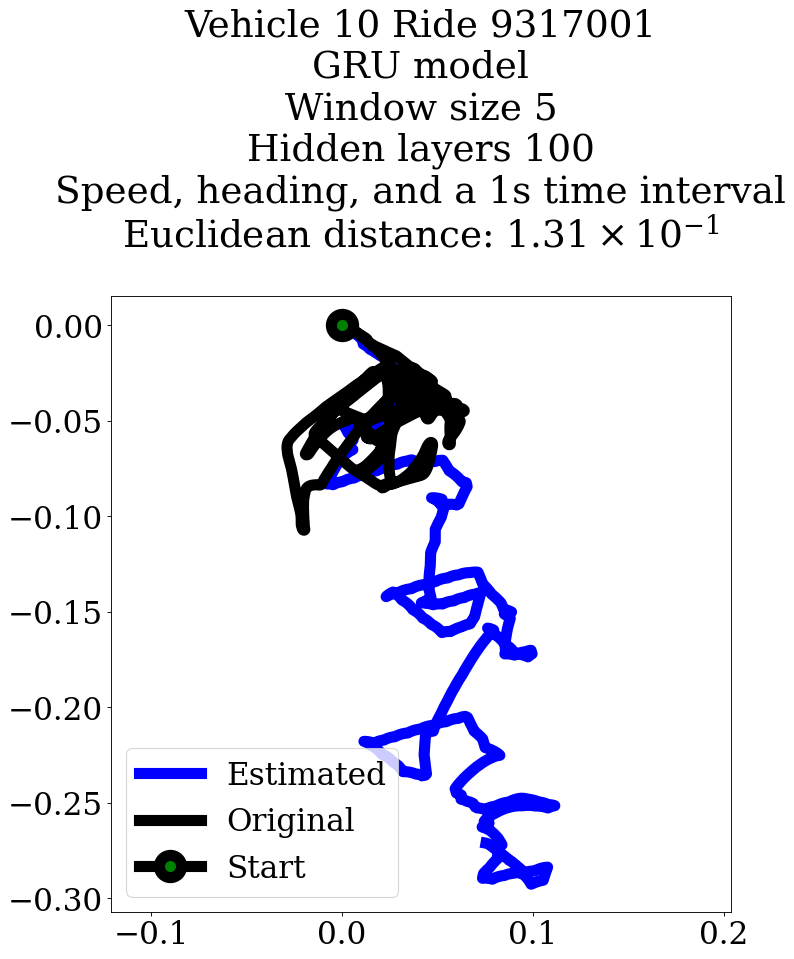 Vehicle 10 Ride 9317001
GRU model
Window size 5
Hidden layers 100
Speed, heading, and a 1s time interval
Euclidean distance: 1.31 × 10⁻¹
0.00
−0.05
−0.10
−0.15
−0.20
−0.25
−0.30
Estimated
Original
Start
−0.1
0.0
0.1
0.2